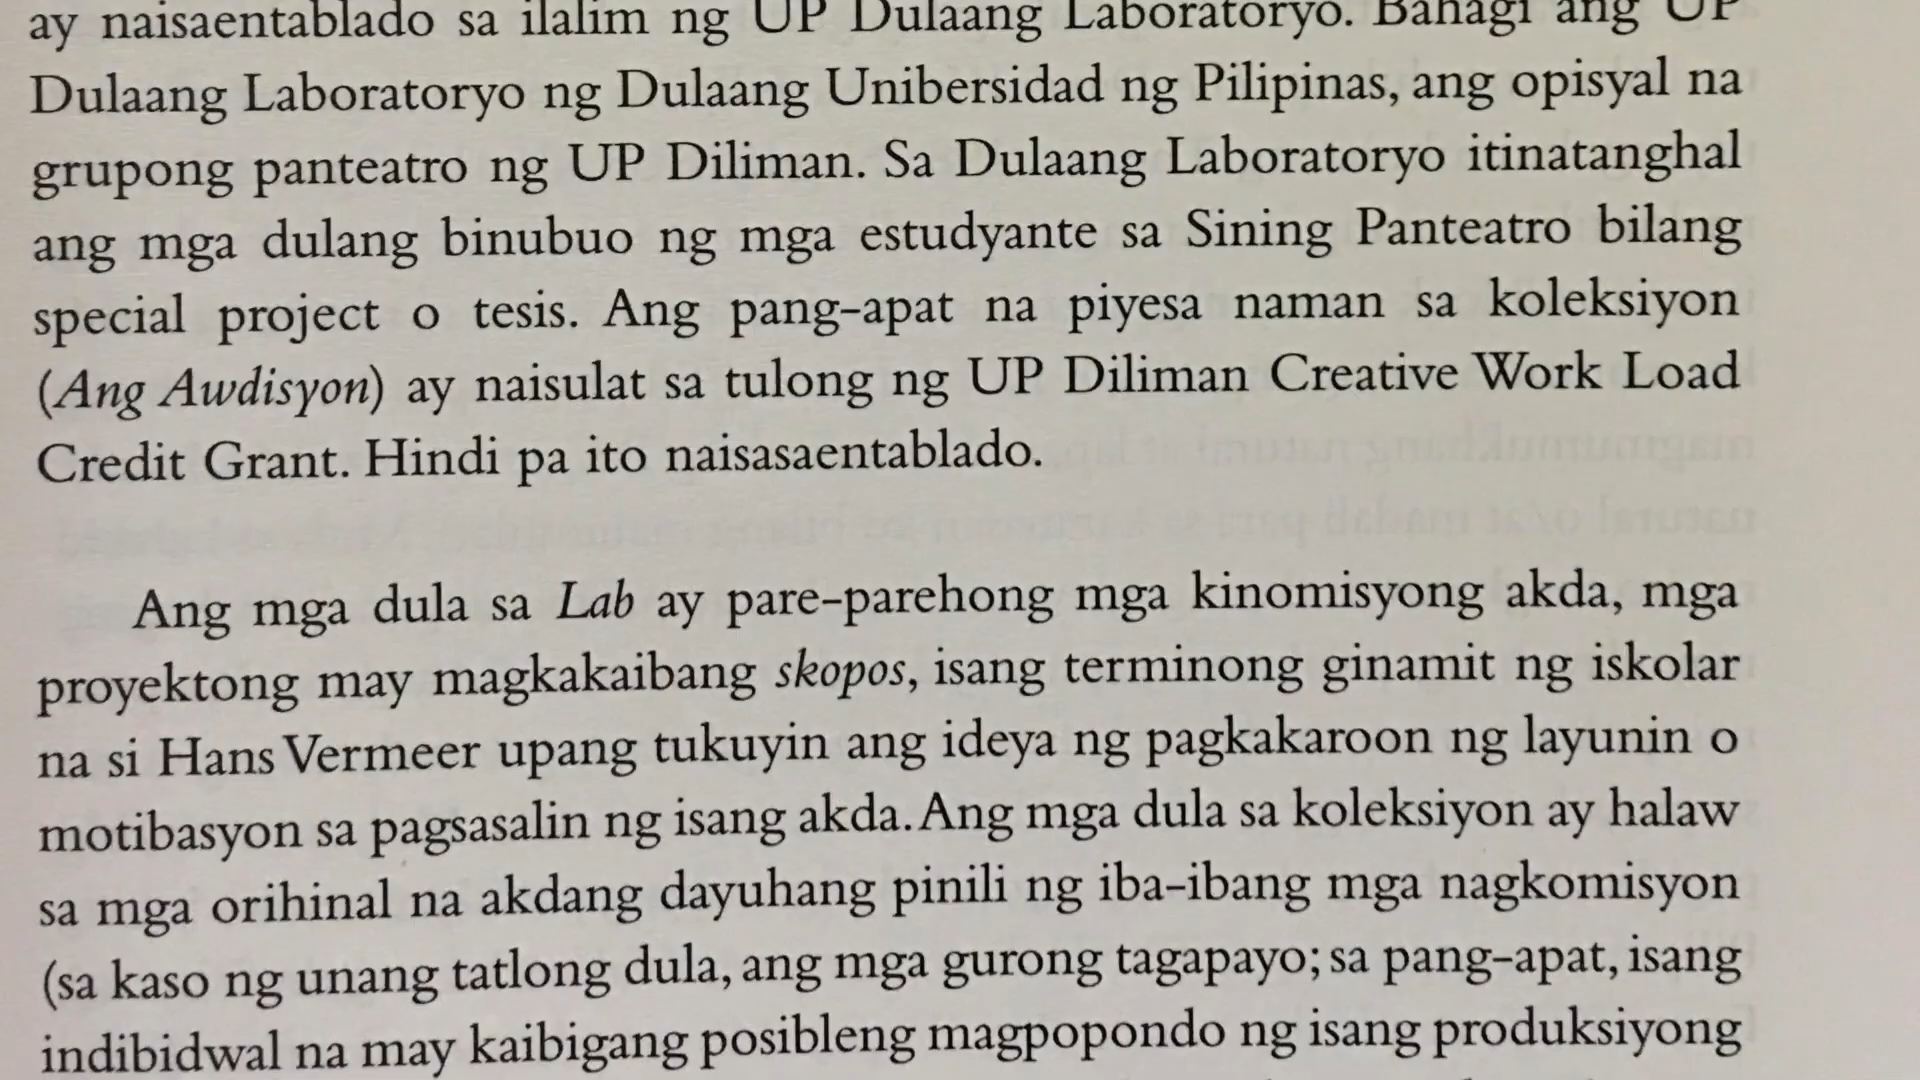 ay naisaentablado sa ilalim ng UP Dulaang Laboratoryo. Bahagi ang UP
Dulaang Laboratoryo ng Dulaang Unibersidad ng Pilipinas, ang opisyal na
grupong panteatro ng UP Diliman. Sa Dulaang Laboratoryo itinatanghal
ang mga dulang binubuo ng mga estudyante sa Sining Panteatro bilang
special project o tesis. Ang pang-apat na piyesa naman sa koleksiyon
(Ang Awdisyon) ay naisulat sa tulong ng UP Diliman Creative Work Load
Credit Grant. Hindi pa ito naisasaentablado.
Ang mga dula sa Lab ay pare-parehong mga kinomisyong akda, mga
proyektong may magkakaibang skopos, isang terminong ginamit ng iskolar
na si Hans Vermeer upang tukuyin ang ideya ng pagkakaroon ng layunin o
motibasyon sa pagsasalin ng isang akda. Ang mga dula sa koleksiyon ay halaw
sa mga orihinal na akdang dayuhang pinili ng iba-ibang mga nagkomisyon
(sa kaso ng unang tatlong dula, ang mga gurong tagapayo; sa pang-apat, isang
indibidwal na may kaibigang posibleng magpopondo ng isang produksiyong